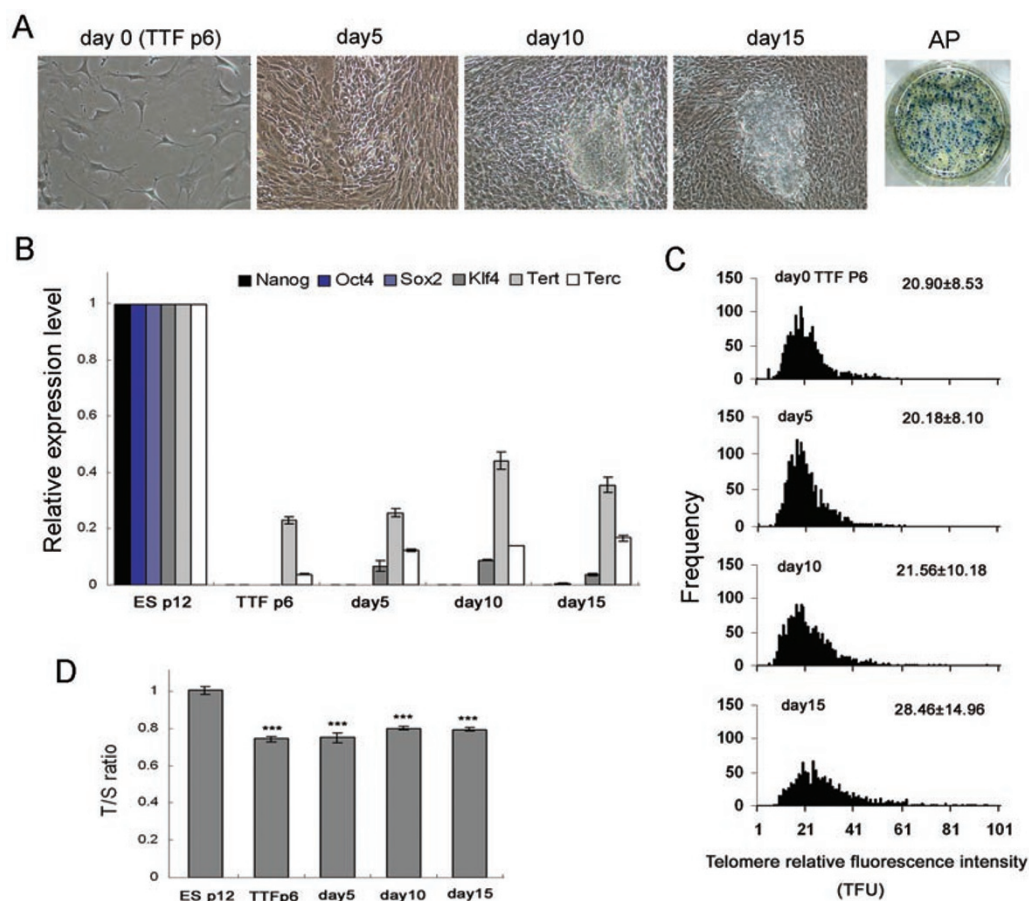 A
day 0 (TTF p6)
day5
day10
day15
AP
B
Nanog
Oct4
Sox2
Klf4
Tert
Terc
Relative expression level
1
0.8
0.6
0.4
0.2
0
ES p12
TTF p6
day5
day10
day15
C
Frequency
150
100
50
0
day0 TTF P6
20.90±8.53
150
100
50
0
day5
20.18±8.10
150
100
50
0
day10
21.56±10.18
150
100
50
0
day15
28.46±14.96
1
21
41
61
81
101
Telomere relative fluorescence intensity
(TFU)
D
T/S ratio
1
0.8
0.6
0.4
0.2
0
***
***
***
***
ES p12
TTFp6
day5
day10
day15